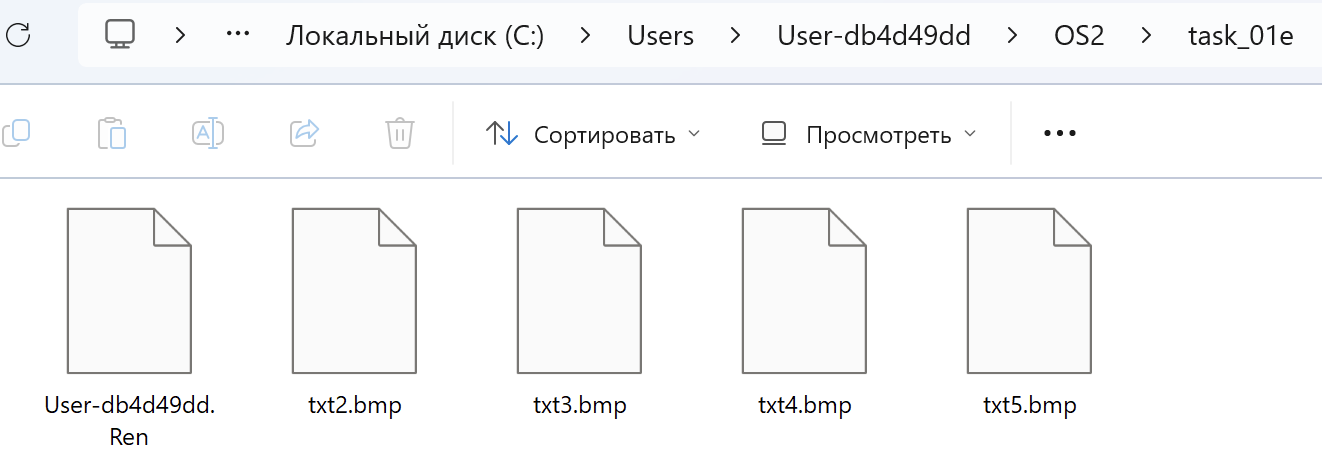 Локальный диск (C:) > Users > User-db4d49dd > OS2 > task_01e
Сортировать Просмотреть
User-db4d49dd.
Ren
txt2.bmp
txt3.bmp
txt4.bmp
txt5.bmp